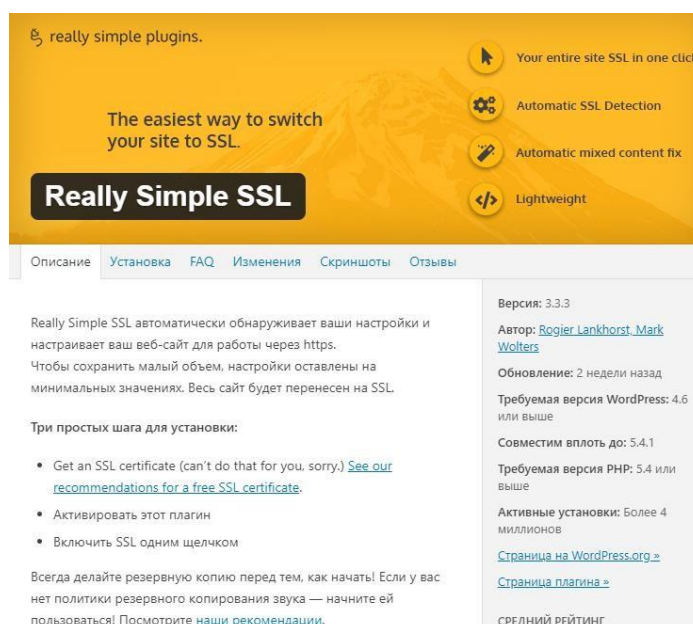 really simple plugins.
The easiest way to switch
your site to SSL.
Really Simple SSL
Your entire site SSL in one clic
Automatic SSL Detection
Automatic mixed content fix
Lightweight
Описание Установка FAQ Изменения Скриншоты Отзывы
Really Simple SSL автоматически обнаруживает ваши настройки и
настраивает ваш веб-сайт для работы через https.
Чтобы сохранить малый объем, настройки оставлены на
минимальных значениях. Весь сайт будет перенесен на SSL.
Три простых шага для установки:
• Get an SSL certificate (can't do that for you, sorry.) See our
recommendations for a free SSL certificate.
• Активировать этот плагин
• Включить SSL одним щелчком
Всегда делайте резервную копию перед тем, как начать! Если у вас
нет политики резервного копирования звука — начните ей
пользоваться! Посмотрите наши рекомендации.
Версия: 3.3.3
Автор: Rogier Lankhorst, Mark
Wolters
Обновление: 2 недели назад
Требуемая версия WordPress: 4.6
или выше
Совместим вплоть до: 5.4.1
Требуемая версия PHP: 5.4 или
выше
Активные установки: Более 4
миллионов
Страница на WordPress.org »
Страница плагина »
СРЕДНИЙ РЕЙТИНГ